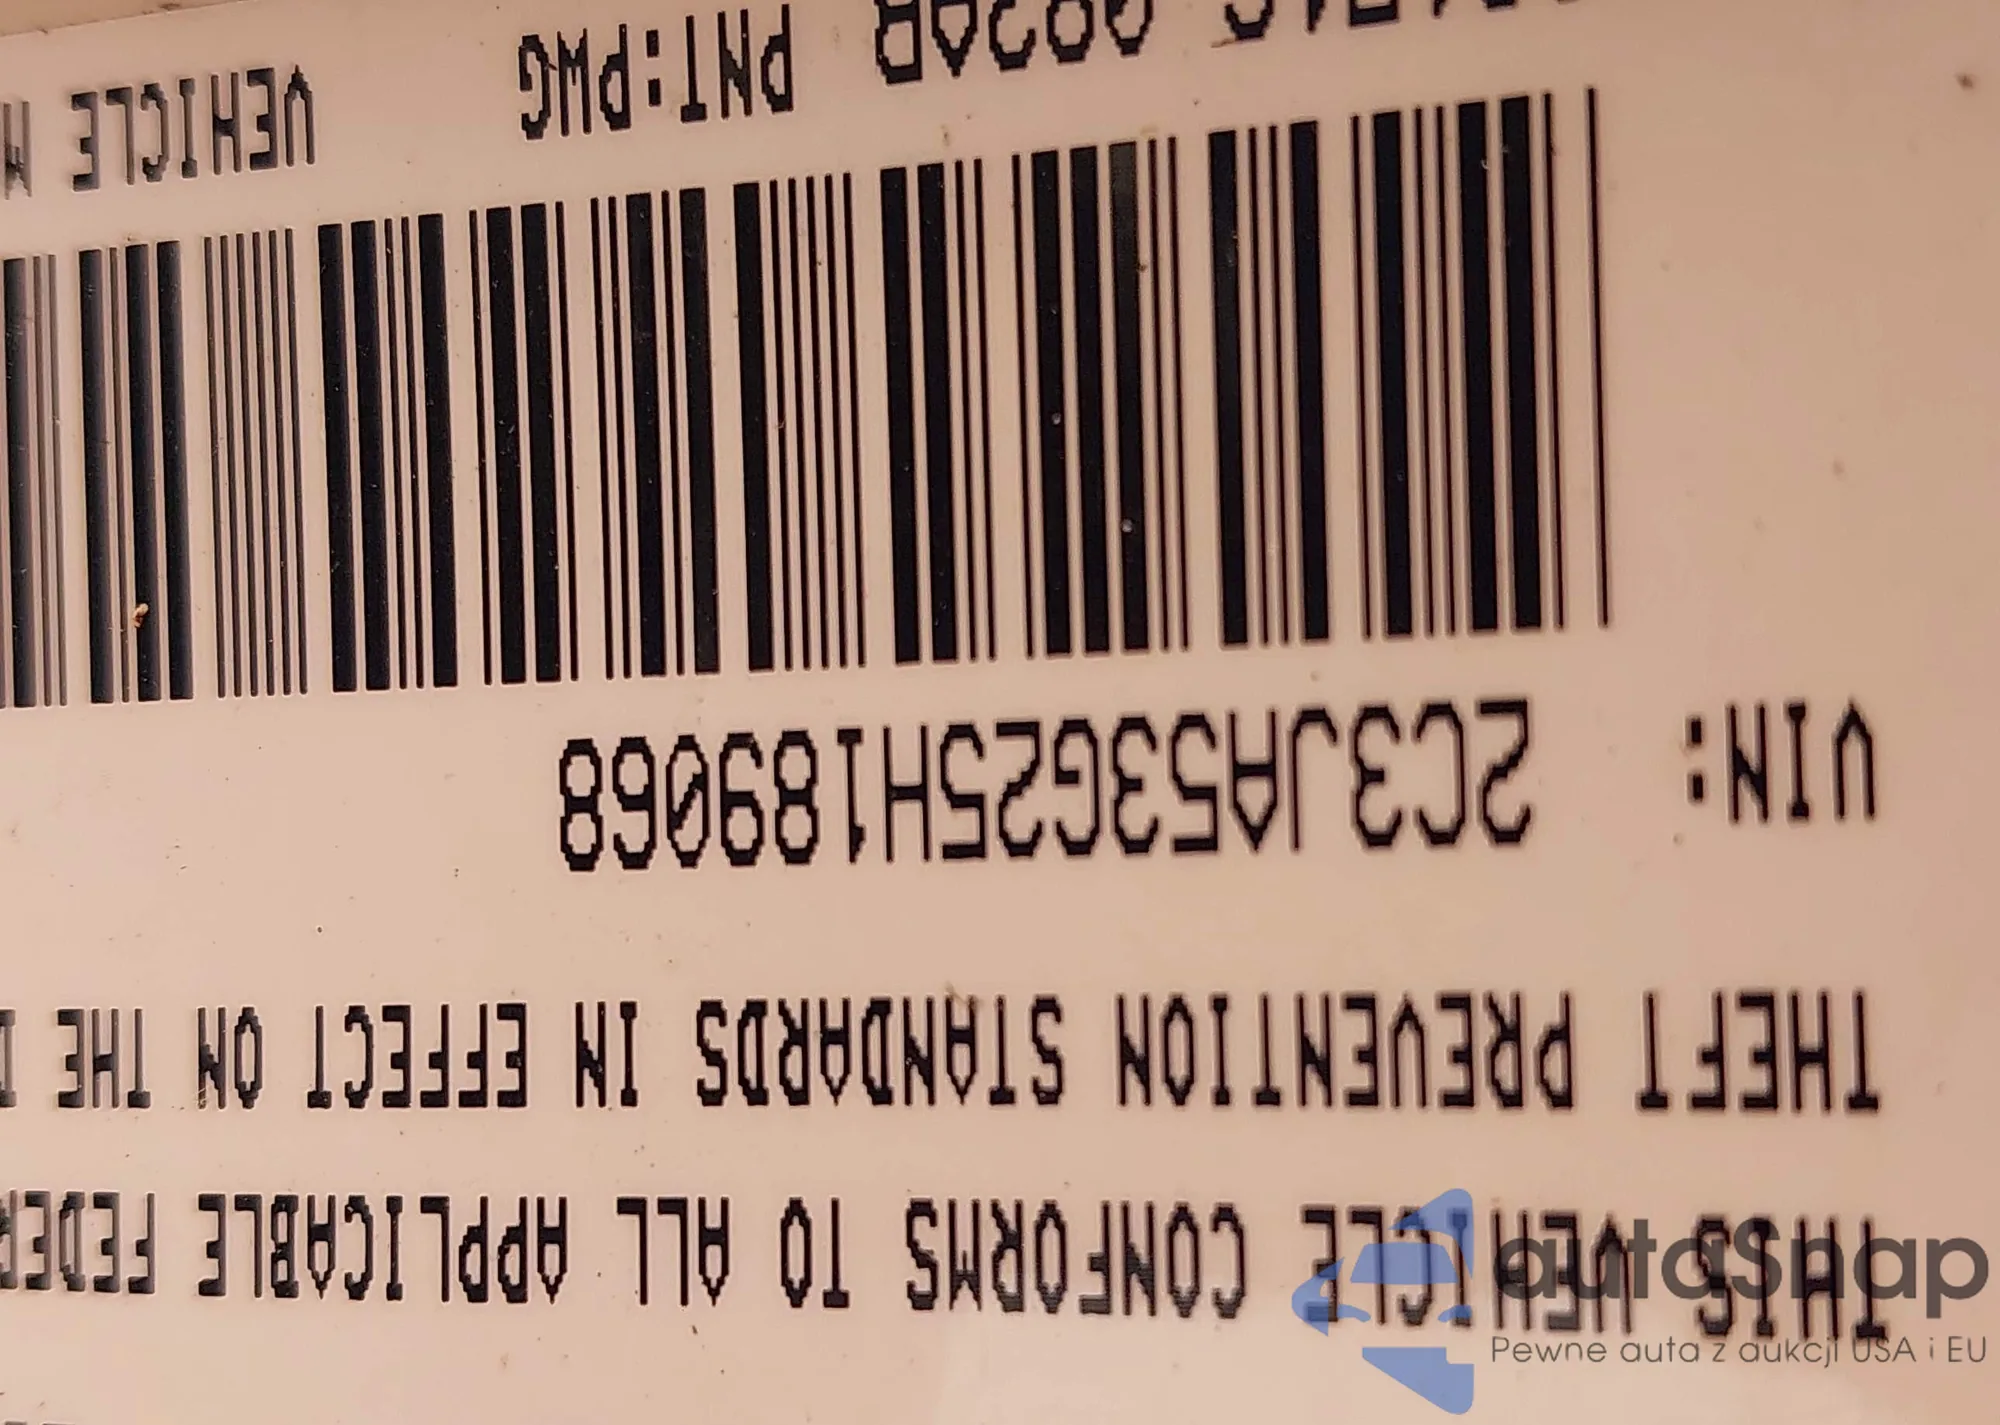 THIS VEHICLE CONFORMS TO ALL APPLICABLE FEDER
THEFT PREVENTION STANDARDS IN EFFECT ON THE
VIN: 2C3JA53G25H189068
PNT:PWG VEHICLE M
autoSnap
Pewne auta z aukcji USA i EU